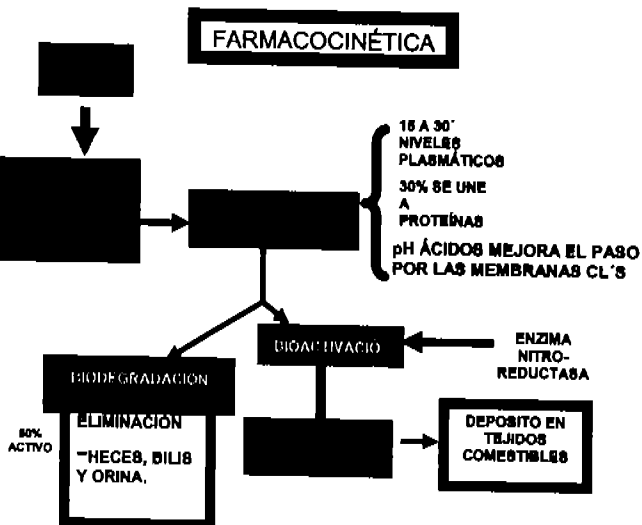 FARMACOCINÉTICA
15 A 30´
NIVELES
PLASMÁTICOS
30% SE UNE
A
PROTEÍNAS
pH ÁCIDOS MEJORA EL PASO
POR LAS MEMBRANAS CL´S
BIOACTIVACIÓ
ENZIMA
NITRO-
REDUCTASA
BIODEGRADACION
ELIMINACIÓN
HECES, BILIS
Y ORINA.
ACTIVO
DEPOSITO EN
TEJIDOS
COMESTIBLES